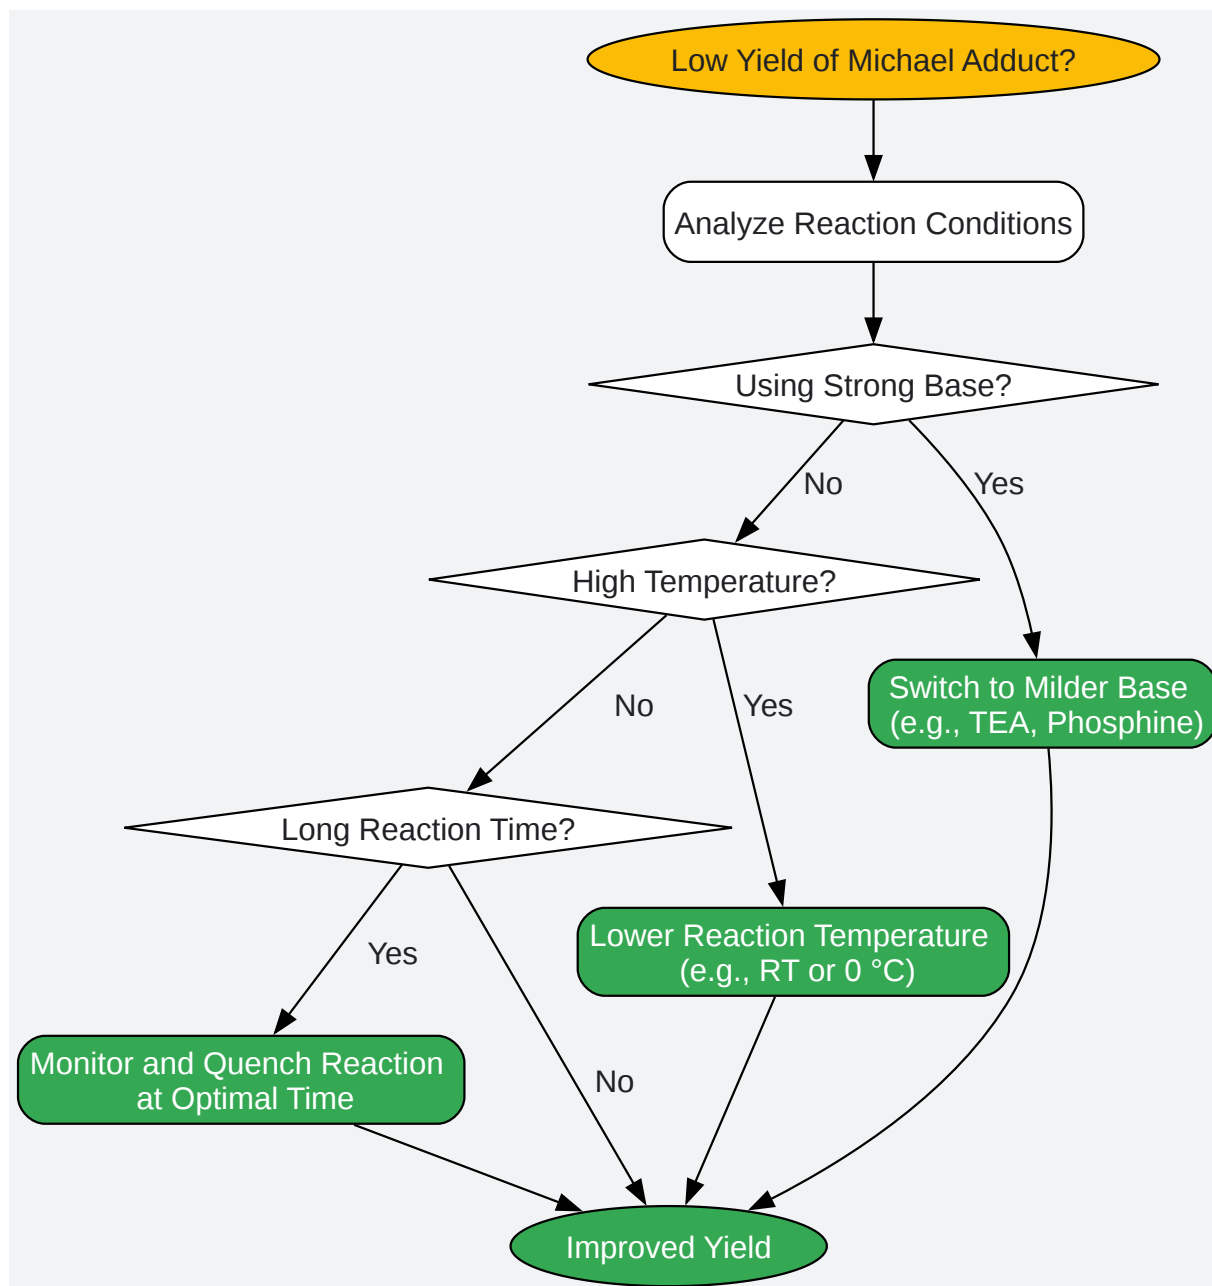 Low Yield of Michael Adduct?
Analyze Reaction Conditions
Using Strong Base?
No
Yes
High Temperature?
Switch to Milder Base
(e.g., TEA, Phosphine)
No
Yes
Long Reaction Time?
Lower Reaction Temperature
(e.g., RT or 0 °C)
Yes
Monitor and Quench Reaction
at Optimal Time
No
Improved Yield